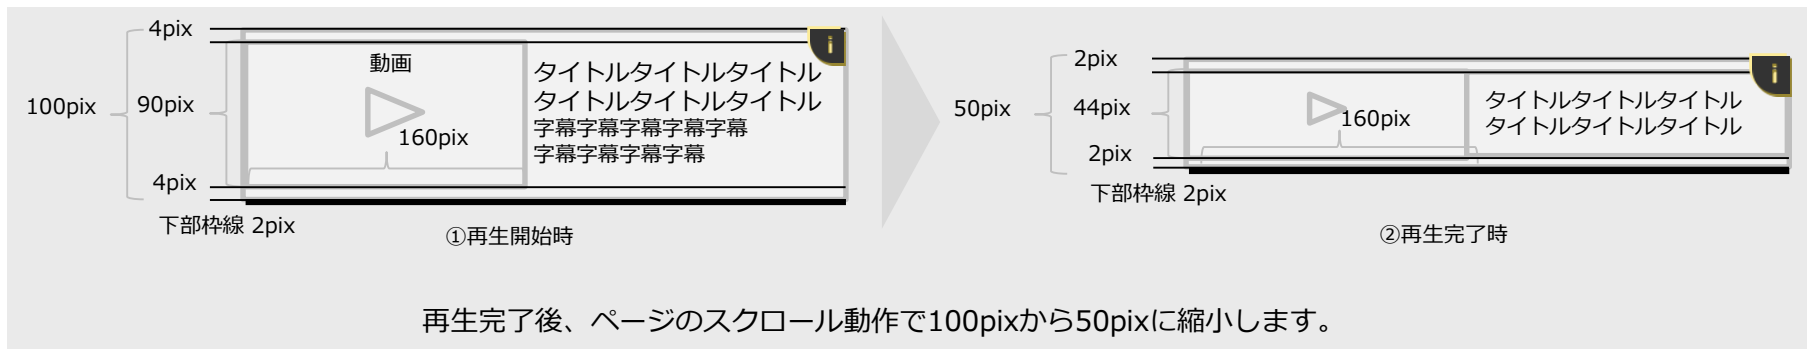 4pix
動画
i
タイトルタイトルタイトル
タイトルタイトルタイトル
100pix
90pix
字幕字幕字幕字幕字幕
160pix
字幕字幕字幕字幕
4pix
下部枠線 2pix
①再生開始時
2pix
i
50pix
44pix
タイトルタイトルタイトル
160pix
タイトルタイトルタイトル
2pix
下部枠線 2pix
②再生完了時
再生完了後、ページのスクロール動作で100pixから50pixに縮小します。